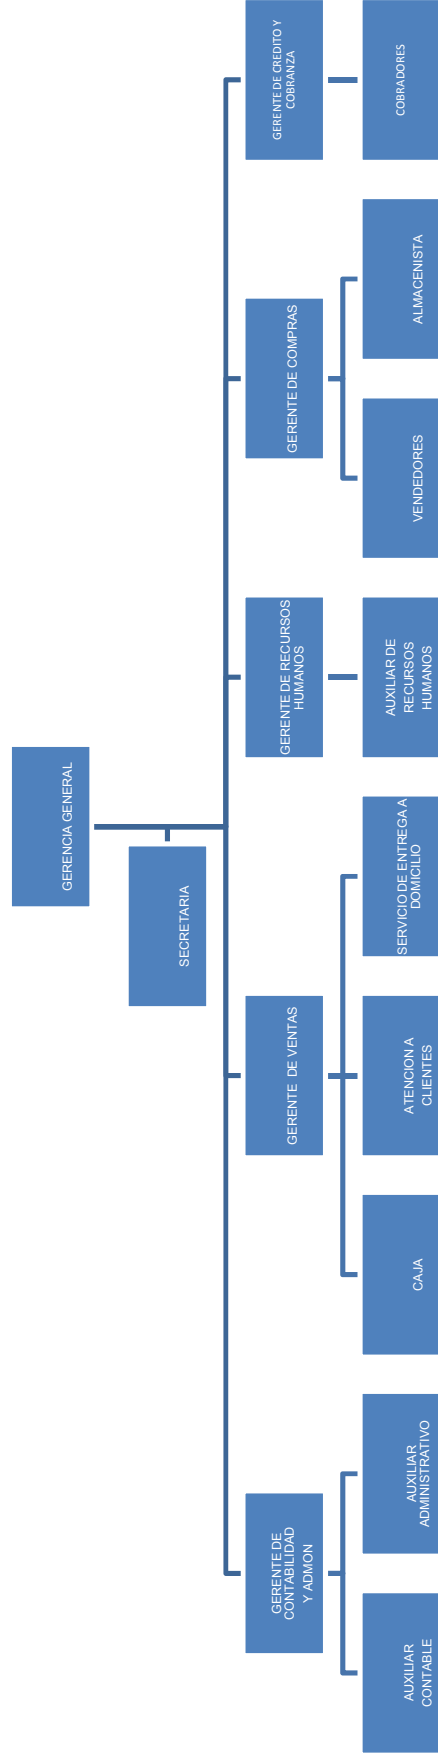 GERENCIA GENERAL
SECRETARIA
GERENTE DE
CONTABILIDAD
Y ADMON
GERENTE  DE VENTAS
GERENTE DE RECURSOS
HUMANOS
GERENTE DE COMPRAS
GERENTE DE CREDITO Y
COBRANZA
AUXILIAR
CONTABLE
AUXILIAR
ADMINISTRATIVO
CAJA
ATENCION A
CLIENTES
SERVICIO DE ENTREGA A
DOMICILIO
AUXILIAR DE
RECURSOS
HUMANOS
VENDEDORES
ALMACENISTA
COBRADORES